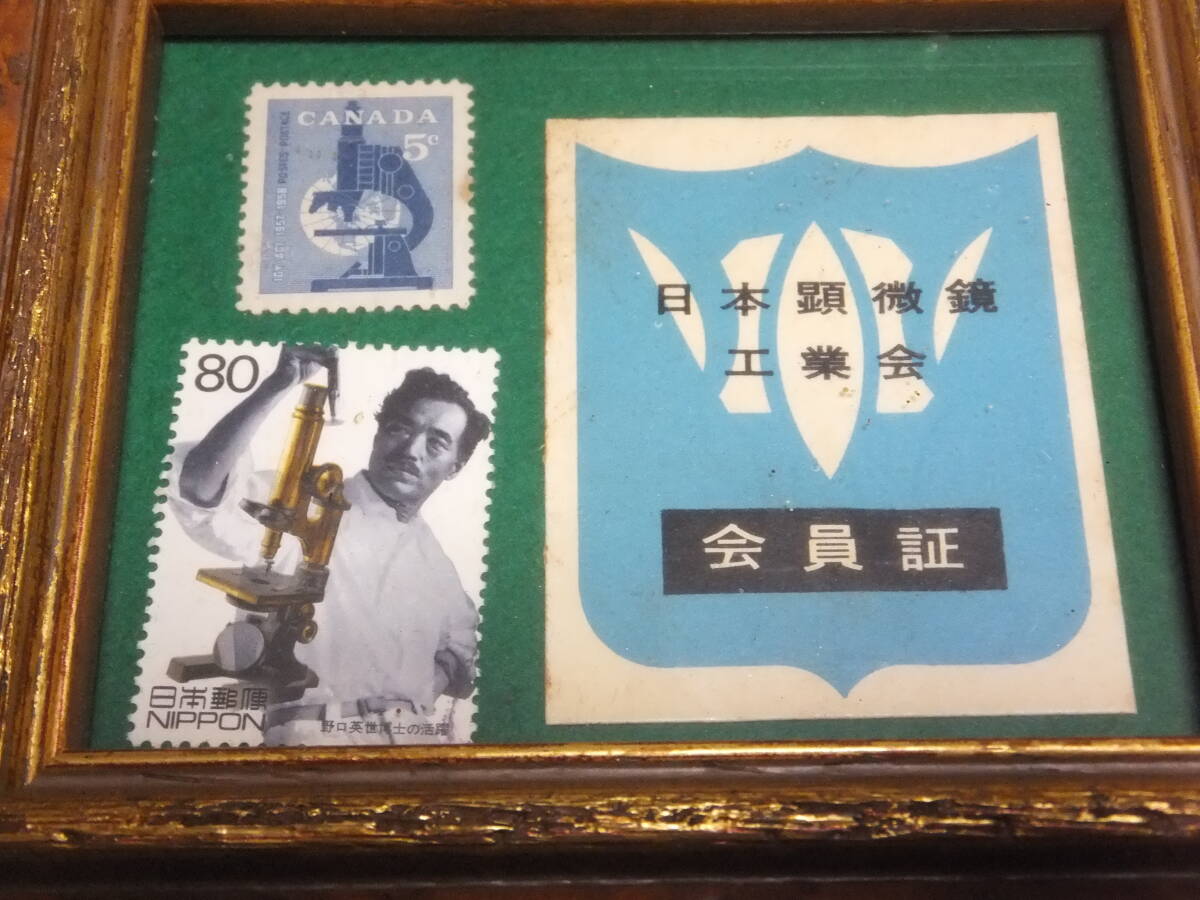 CANADA
5c
IGY AGI 1957-1958 POSTES POSTAGE
80
日本郵便
NIPPON
野口英世博士の活躍
日本顕微鏡
工業会
会員証